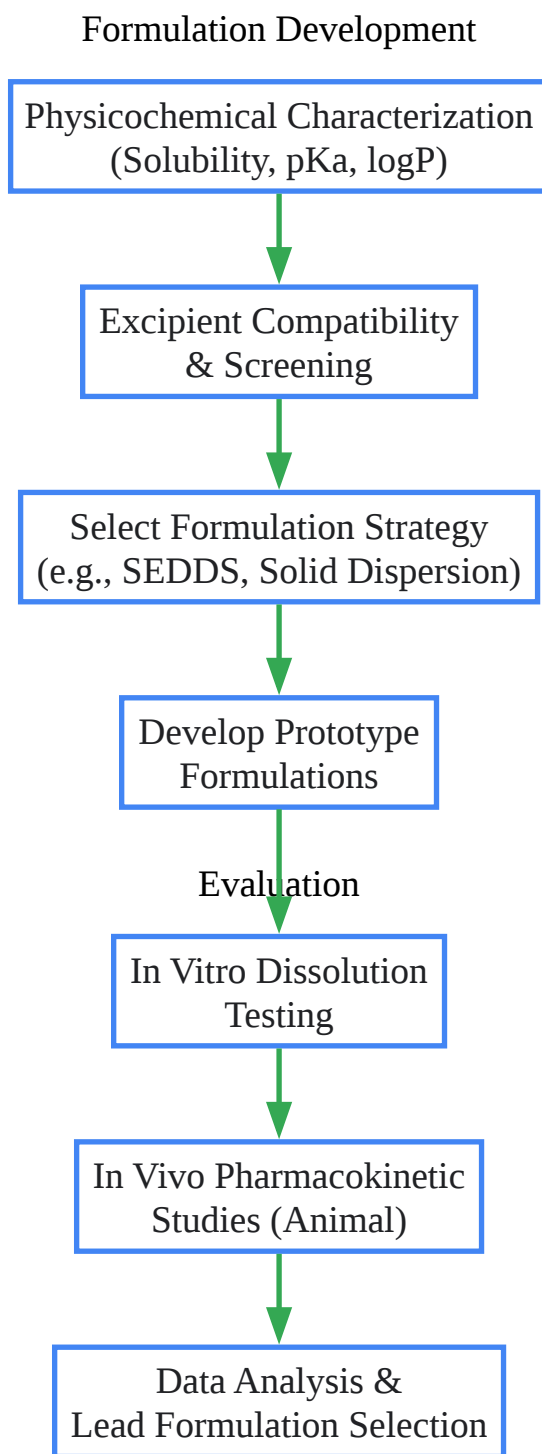 Formulation Development
Physicochemical Characterization
(Solubility, pKa, logP)
Excipient Compatibility
& Screening
Select Formulation Strategy
(e.g., SEDDS, Solid Dispersion)
Develop Prototype
Formulations
Evaluation
In Vitro Dissolution
Testing
In Vivo Pharmacokinetic
Studies (Animal)
Data Analysis &
Lead Formulation Selection